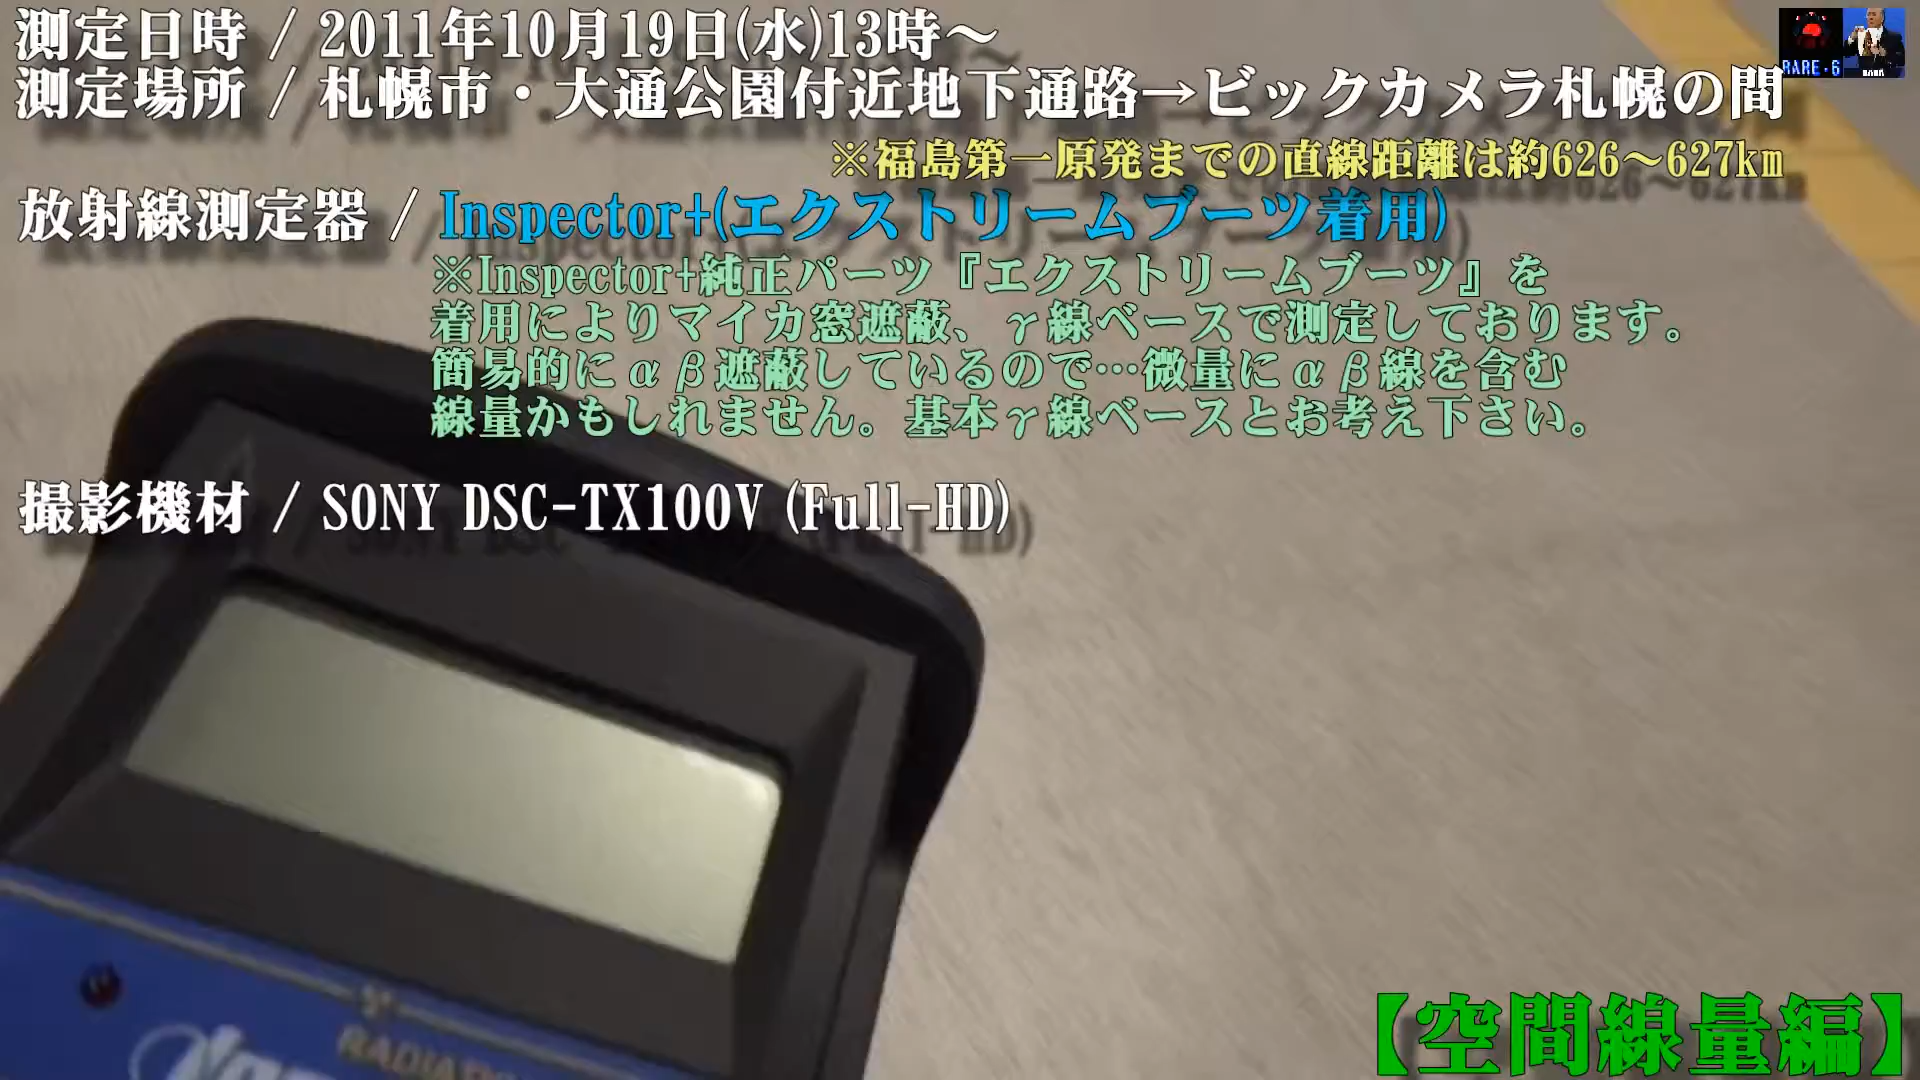 測定日時 / 2011年10月19日(水)13時～
測定場所 / 札幌市・大通公園付近地下通路→ビックカメラ札幌の間
※福島第一原発までの直線距離は約626～627km
放射線測定器 / Inspector+(エクストリームブーツ着用)
※Inspector+純正パーツ『エクストリームブーツ』を
着用によりマイカ窓遮蔽、γ線ベースで測定しております。
簡易的にαβ遮蔽しているので…微量にαβ線を含む
線量かもしれません。基本γ線ベースとお考え下さい。
撮影機材 / SONY DSC-TX100V (Full-HD)
RARE・6
【空間線量編】